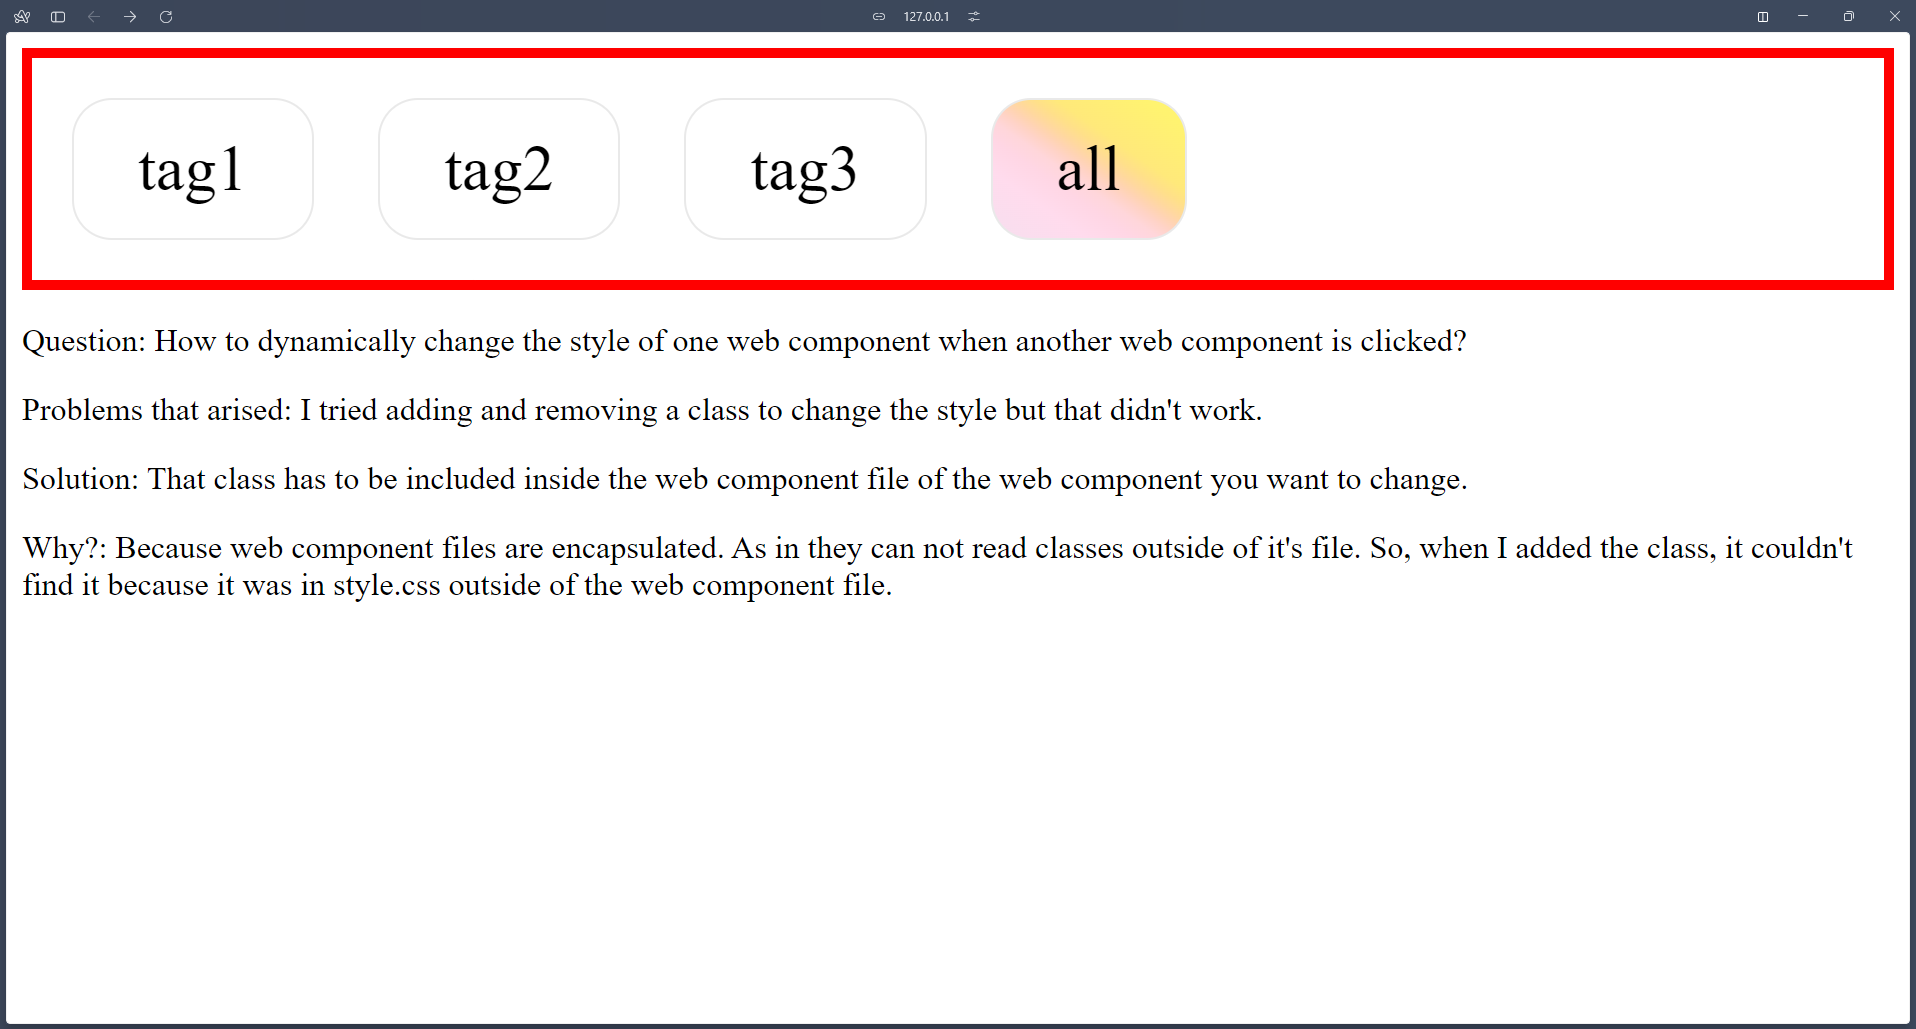 127.0.0.1
tag1 tag2 tag3 all
Question: How to dynamically change the style of one web component when another web component is clicked?
Problems that arised: I tried adding and removing a class to change the style but that didn't work.
Solution: That class has to be included inside the web component file of the web component you want to change.
Why?: Because web component files are encapsulated. As in they can not read classes outside of it's file. So, when I added the class, it couldn't
find it because it was in style.css outside of the web component file.